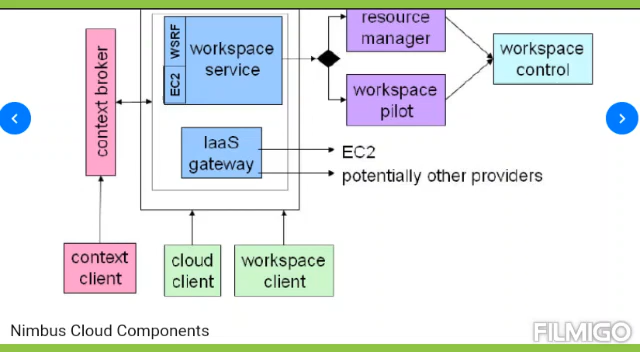 context broker
WSRF
EC2
workspace
service
resource
manager
workspace
pilot
workspace
control
IaaS
gateway
EC2
potentially other providers
context
client
cloud
client
workspace
client
Nimbus Cloud Components
FILMIGO